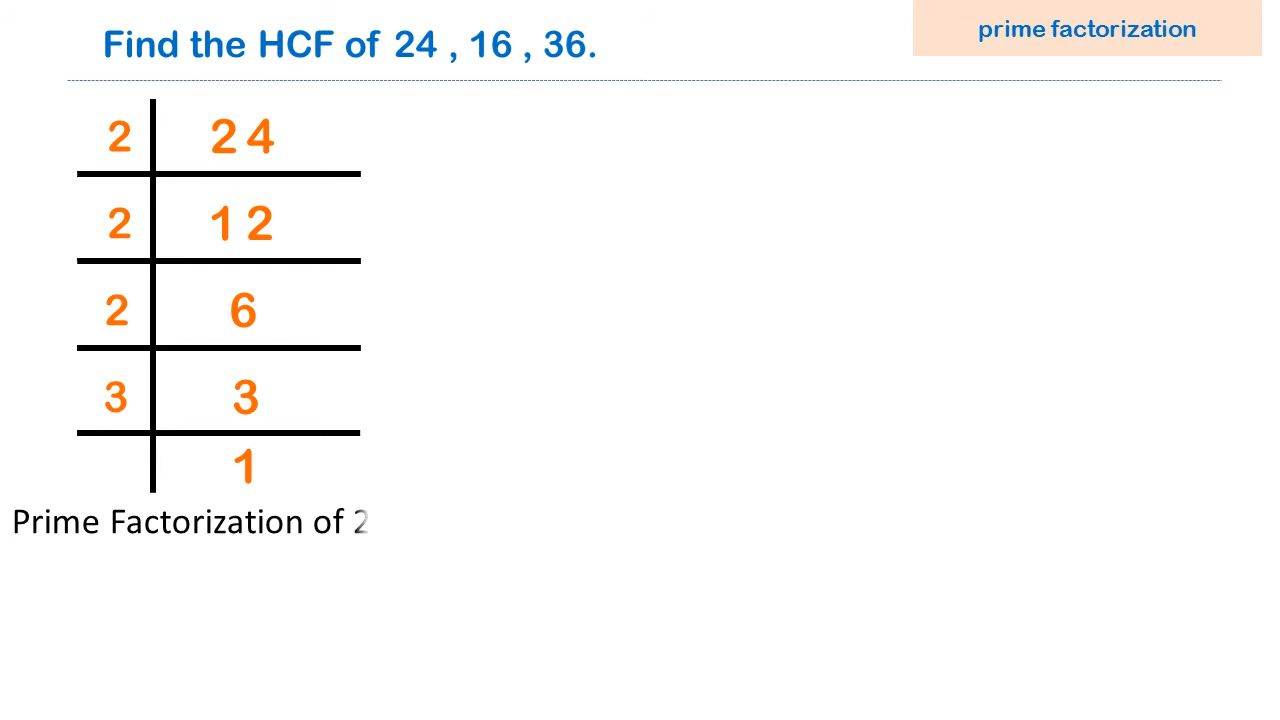 Find the HCF of 24 , 16 , 36.
prime factorization
2 24
2 12
2 6
3 3
1
Prime Factorization of 2